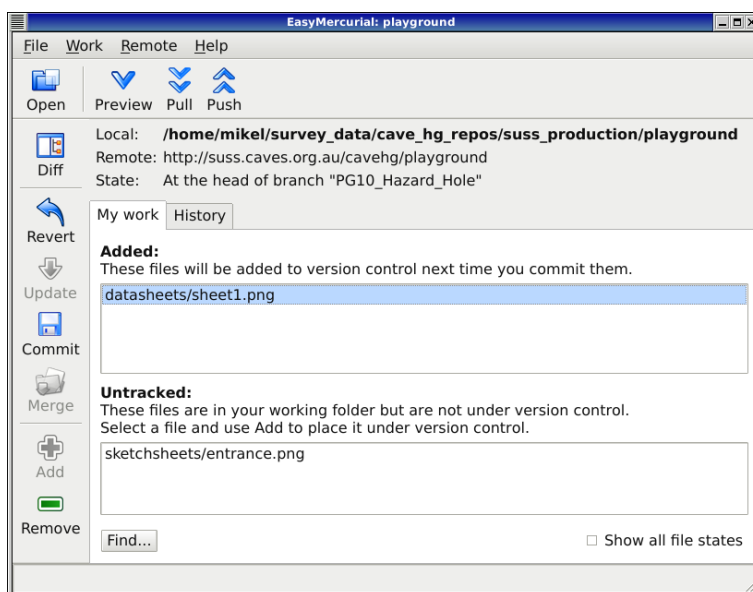 EasyMercurial: playground
File Work Remote Help
Open Preview Pull Push
Diff
Revert
Update
Commit
Merge
Add
Remove
Local: /home/mikel/survey_data/cave_hg_repos/suss_production/playground
Remote: http://suss.caves.org.au/cavehg/playground
State: At the head of branch "PG10_Hazard_Hole"
My work History
Added:
These files will be added to version control next time you commit them.
datasheets/sheet1.png
Untracked:
These files are in your working folder but are not under version control.
Select a file and use Add to place it under version control.
sketchsheets/entrance.png
Find... Show all file states